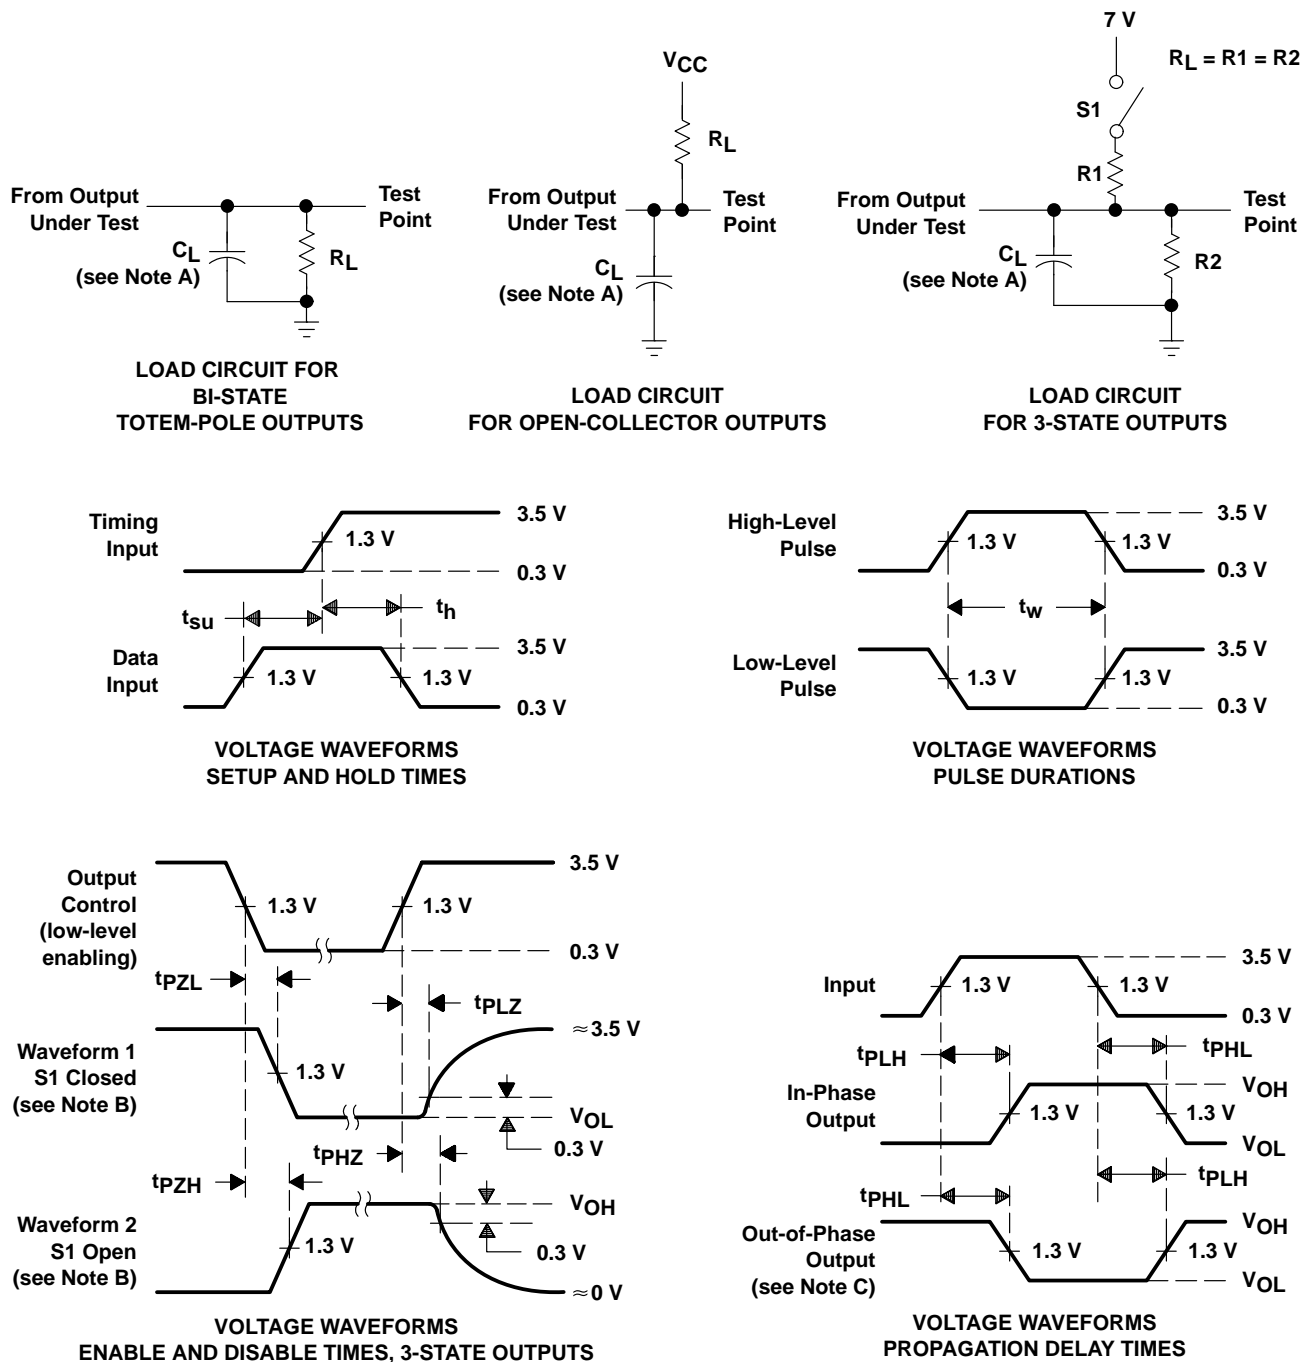 7 V
RL = R1 = R2
S1
R1
From Output
Under Test
Test
Point
CL
(see Note A)
R2
LOAD CIRCUIT
FOR 3-STATE OUTPUTS
VCC
RL
From Output
Under Test
Test
Point
CL
(see Note A)
LOAD CIRCUIT
FOR OPEN-COLLECTOR OUTPUTS
From Output
Under Test
Test
Point
CL
(see Note A)
RL
LOAD CIRCUIT FOR
BI-STATE
TOTEM-POLE OUTPUTS
Timing
Input
3.5 V
1.3 V
0.3 V
tsu
th
Data
Input
3.5 V
1.3 V
1.3 V
0.3 V
VOLTAGE WAVEFORMS
SETUP AND HOLD TIMES
High-Level
Pulse
3.5 V
1.3 V
1.3 V
0.3 V
tw
Low-Level
Pulse
3.5 V
1.3 V
1.3 V
0.3 V
VOLTAGE WAVEFORMS
PULSE DURATIONS
Output
Control
(low-level
enabling)
3.5 V
1.3 V
1.3 V
0.3 V
tPZL
tPLZ
Waveform 1
S1 Closed
(see Note B)
≈3.5 V
1.3 V
VOL
0.3 V
tPHZ
tPZH
Waveform 2
S1 Open
(see Note B)
VOH
1.3 V
0.3 V
≈0 V
VOLTAGE WAVEFORMS
ENABLE AND DISABLE TIMES, 3-STATE OUTPUTS
Input
3.5 V
1.3 V
1.3 V
0.3 V
tPLH
tPHL
In-Phase
Output
VOH
1.3 V
1.3 V
VOL
tPHL
tPLH
Out-of-Phase
Output
(see Note C)
VOH
1.3 V
1.3 V
VOL
VOLTAGE WAVEFORMS
PROPAGATION DELAY TIMES